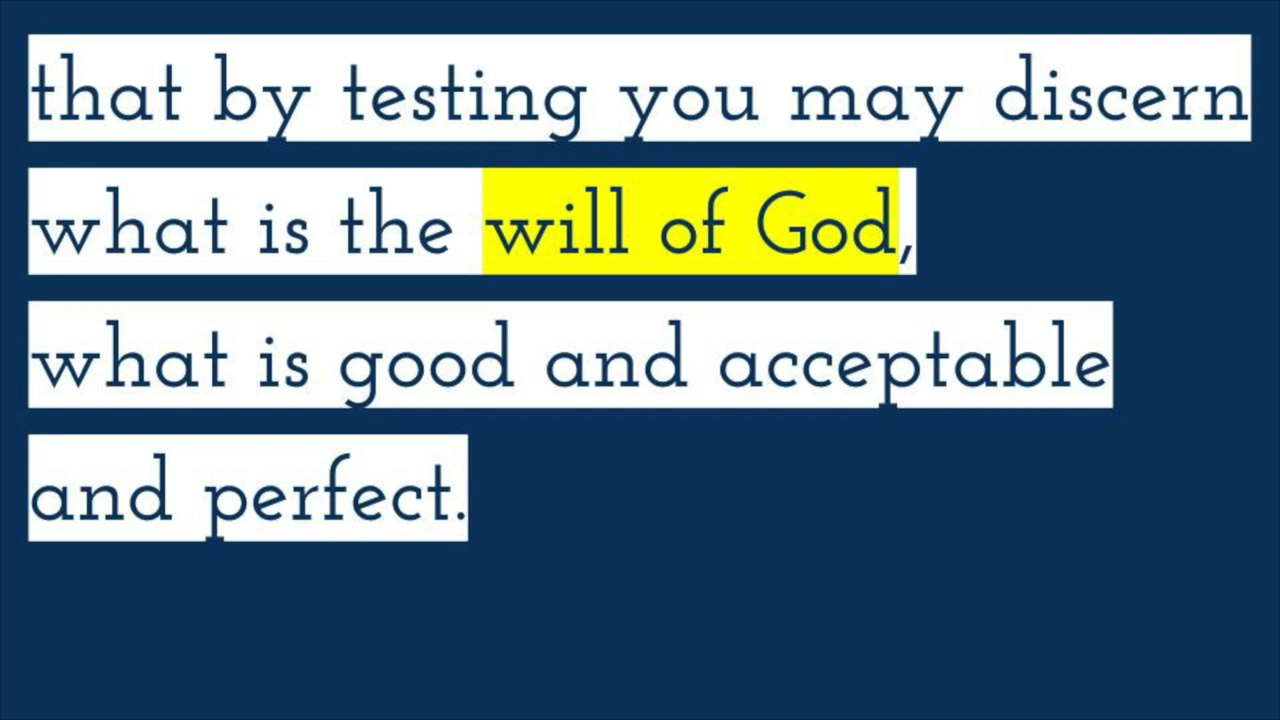 that by testing you may discern
what is the will of God,
what is good and acceptable
and perfect.